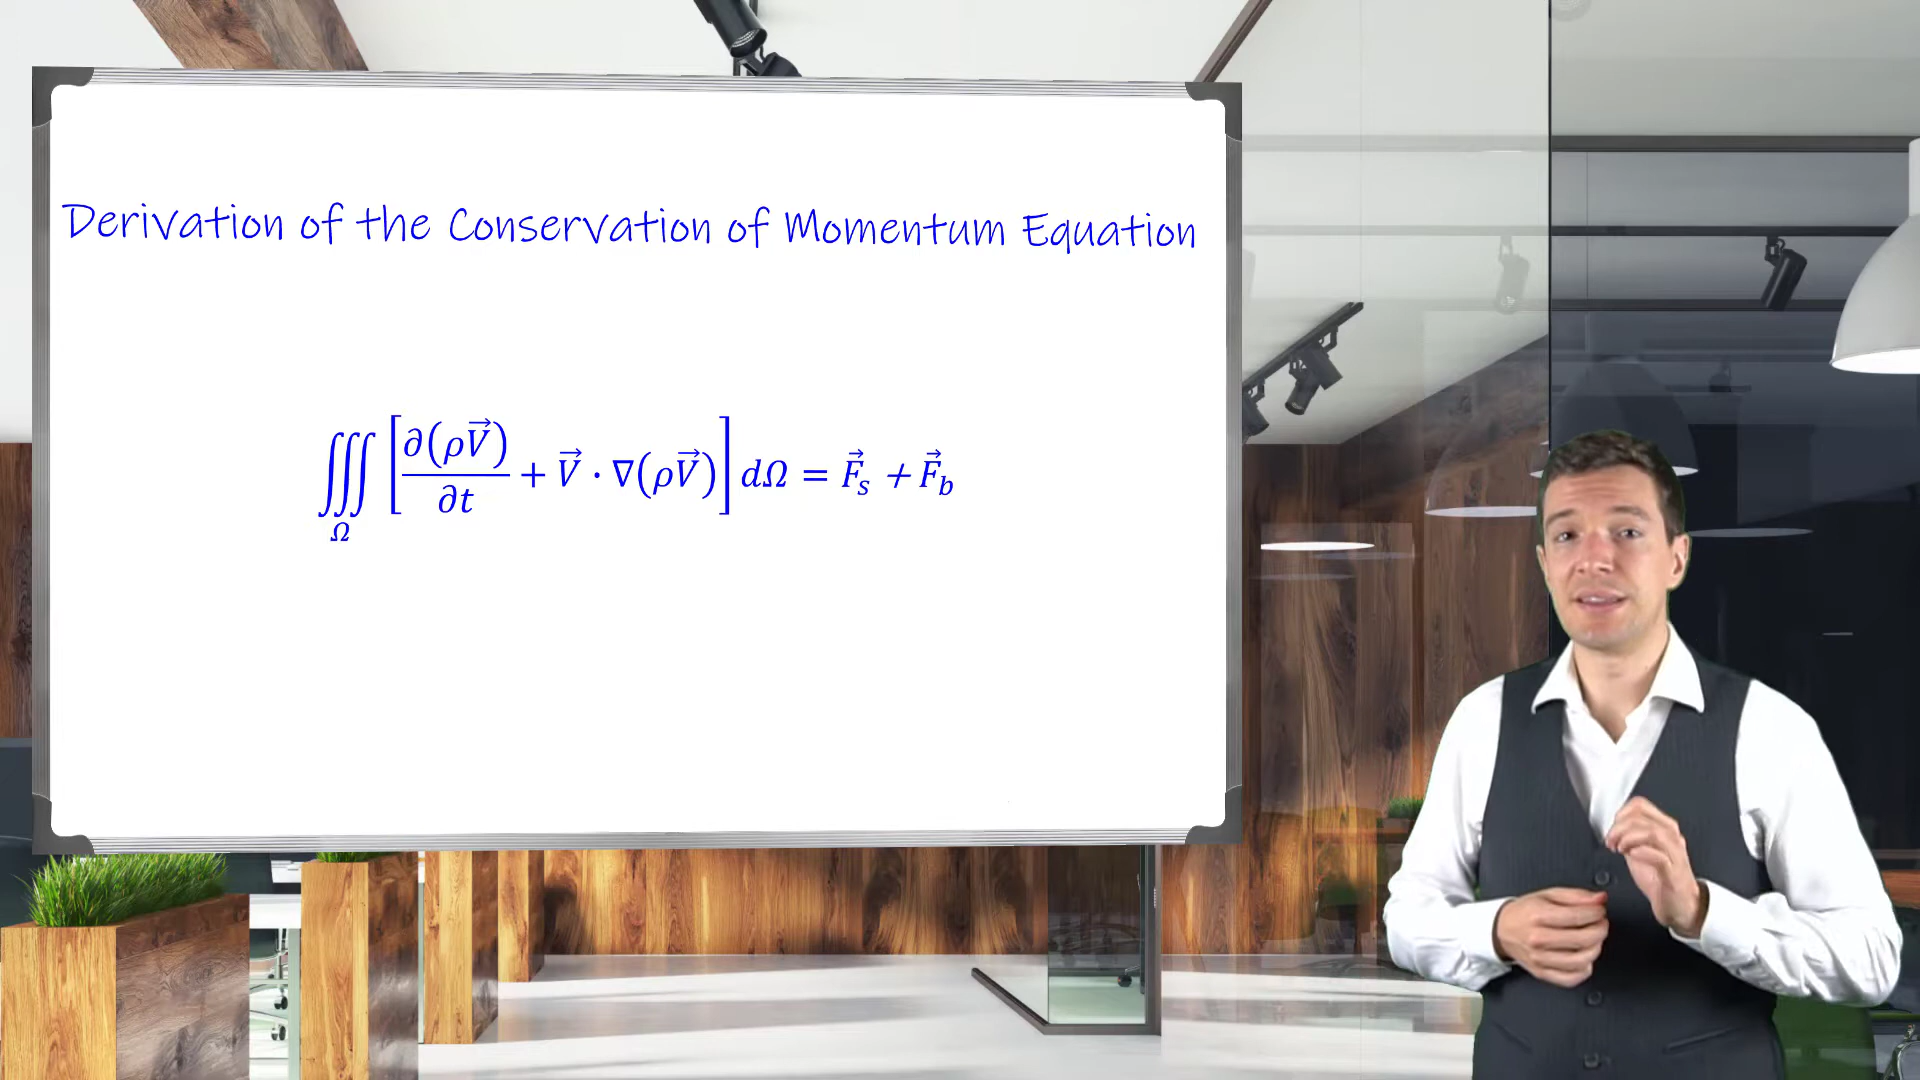 Derivation of the Conservation of Momentum Equation
∭_Ω [∂(ρV⃗)/∂t + V⃗ · ∇(ρV⃗)] dΩ = F⃗_s + F⃗_b